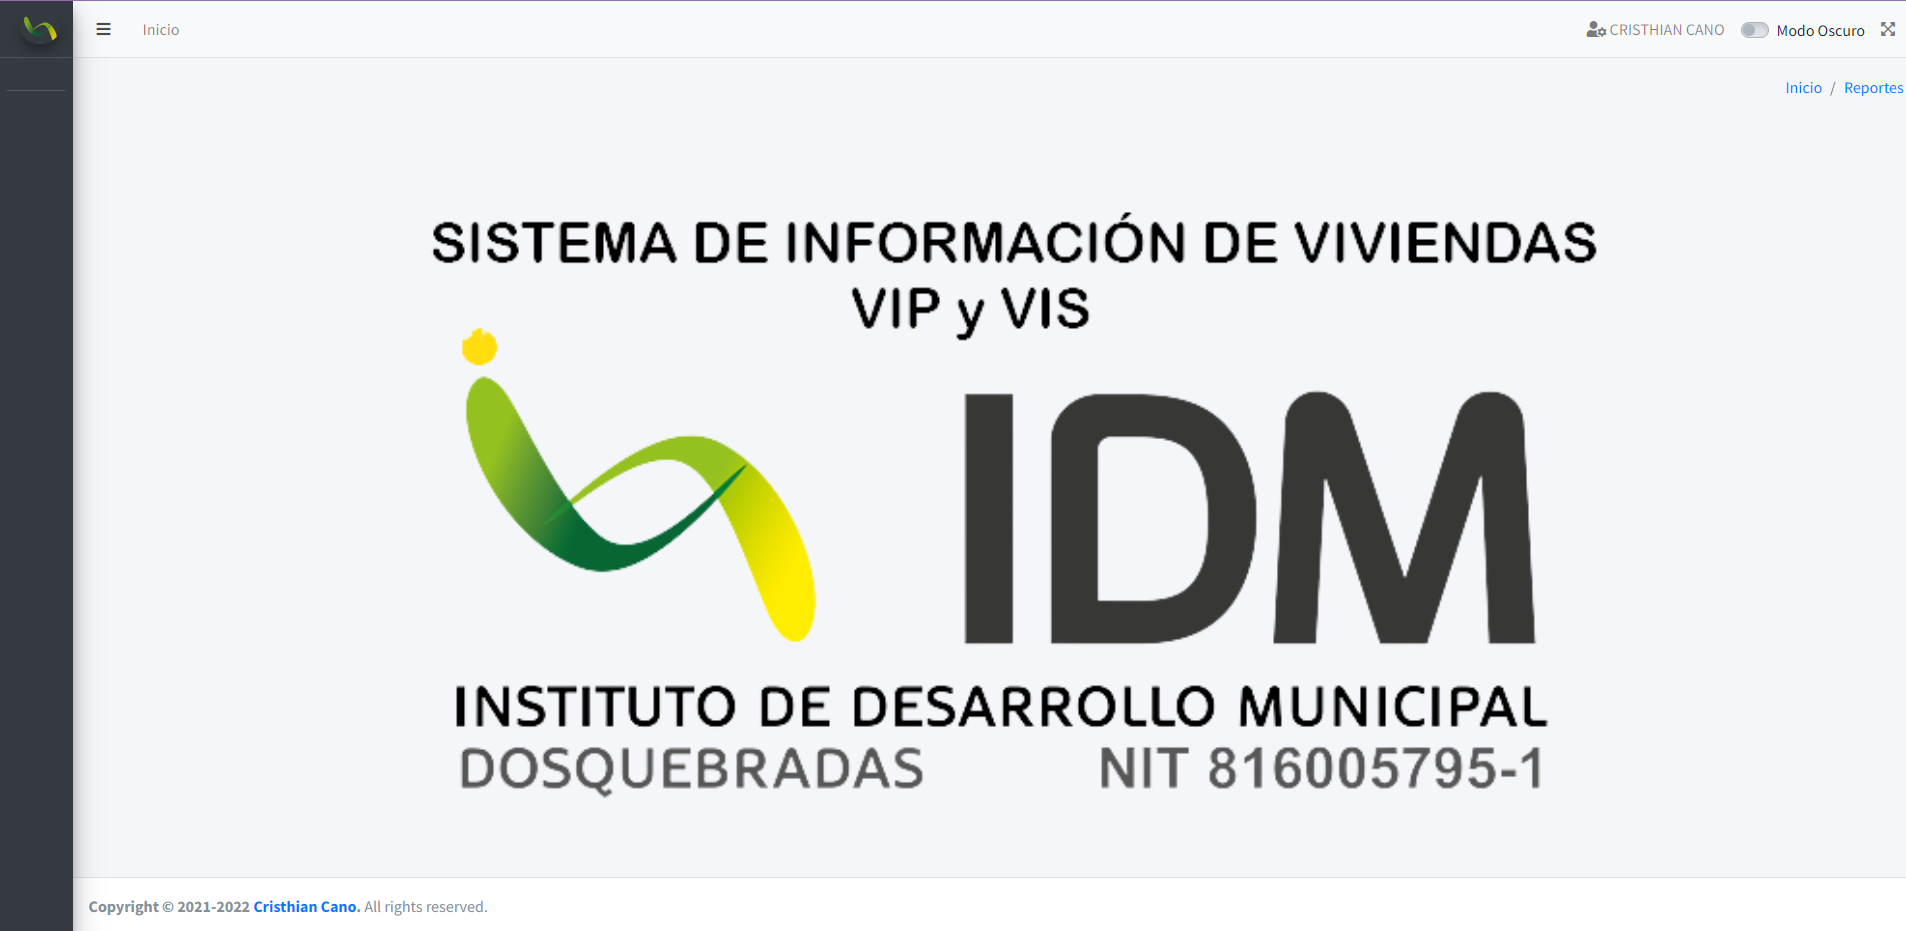 Inicio
CRISTHIAN CANO
Modo Oscuro
Inicio / Reportes
SISTEMA DE INFORMACIÓN DE VIVIENDAS
VIP y VIS
IDM
INSTITUTO DE DESARROLLO MUNICIPAL
DOSQUEBRADAS NIT 816005795-1
Copyright © 2021-2022 Cristhian Cano. All rights reserved.